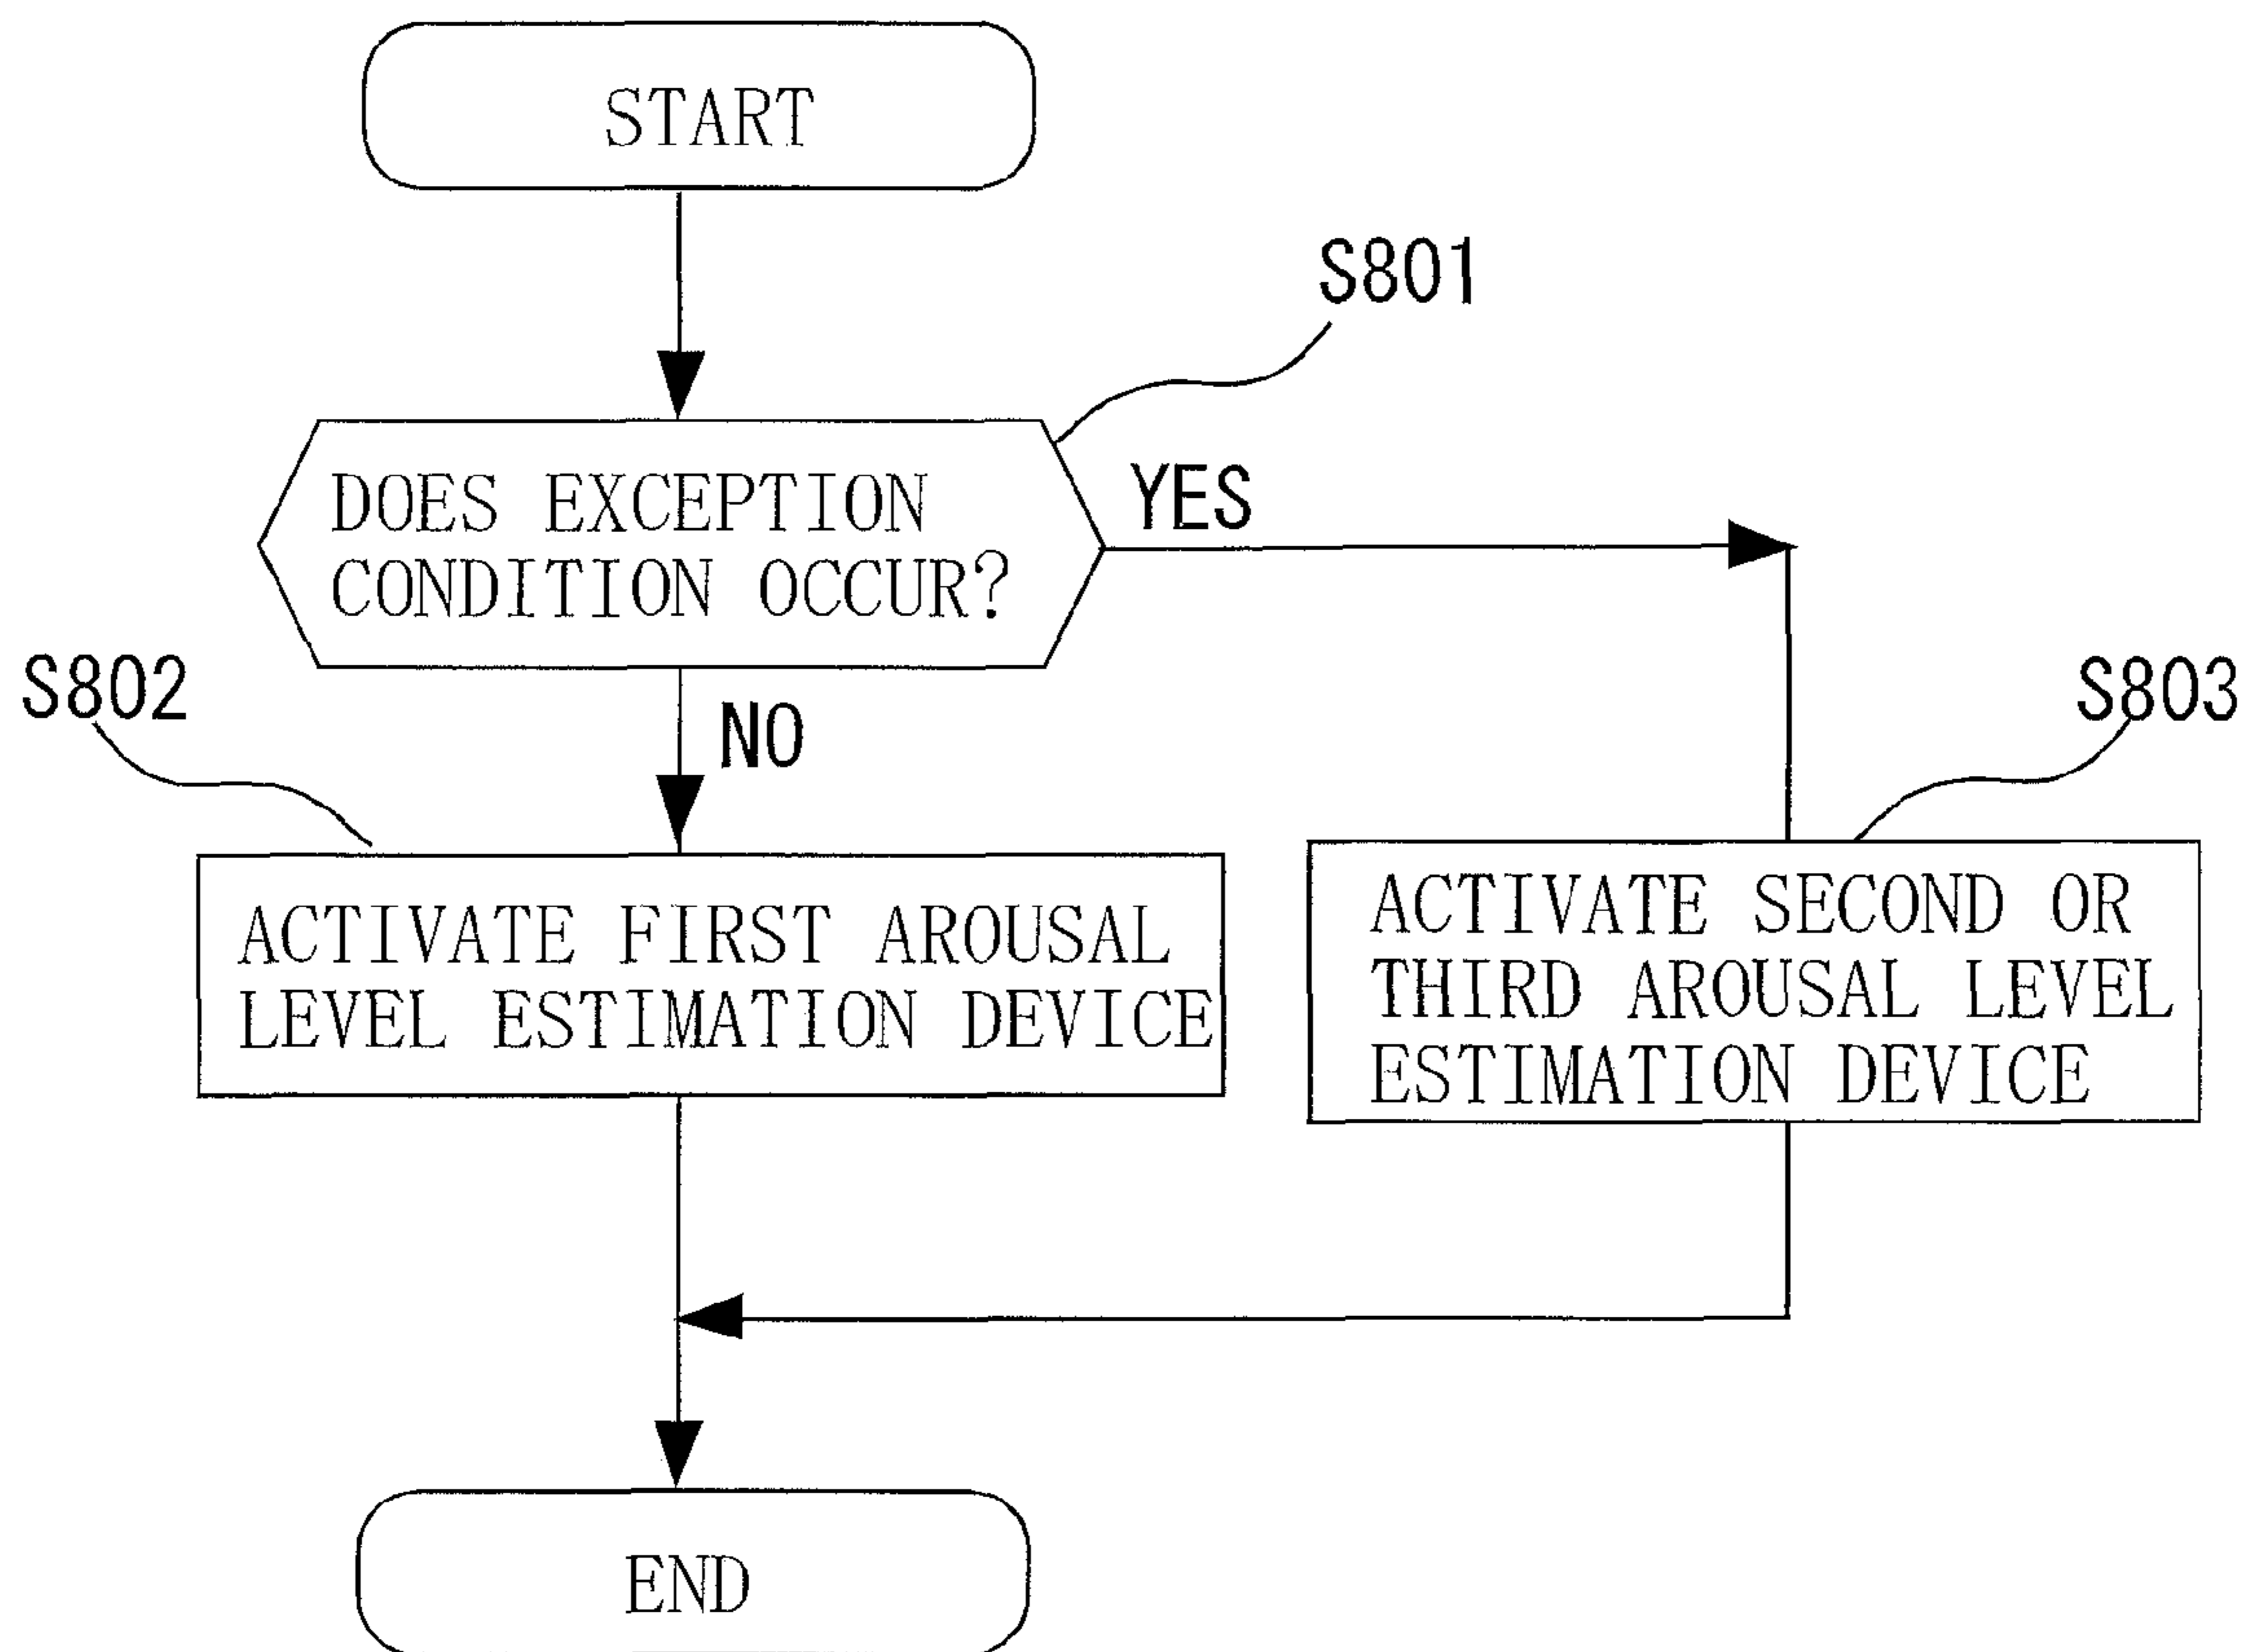 START
S801
DOES EXCEPTION
CONDITION OCCUR?
YES
S802
NO
S803
ACTIVATE FIRST AROUSAL
LEVEL ESTIMATION DEVICE
ACTIVATE SECOND OR
THIRD AROUSAL LEVEL
ESTIMATION DEVICE
END